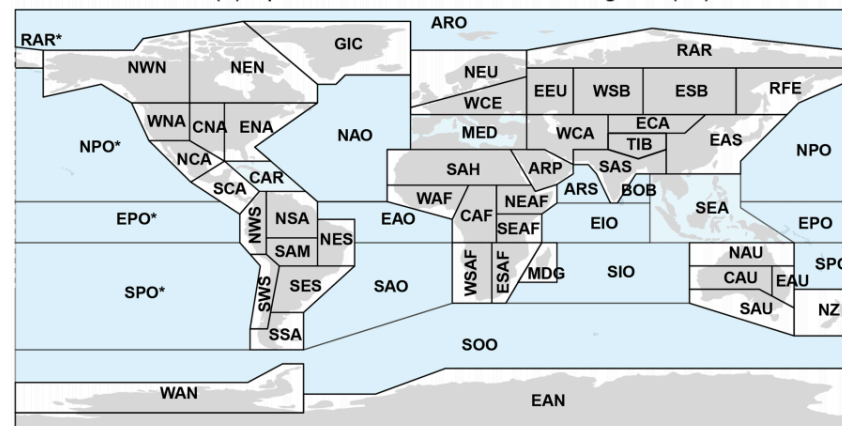 ARO
RAR*
GIC
RAR
NWN
NEN
NEU
EEU
WSB
ESB
RFE
WCE
WNA
CNA
ENA
NAO
MED
WCA
ECA
TIB
EAS
NPO*
NPO
NCA
SCA
CAR
SAH
ARP
SAS
ARS
BOB
WAF
NEAF
CAF
SEAF
SEA
EPO*
NWS
NSA
NES
EAO
EIO
EPO
SAM
SPO*
SWS
SES
SAO
WSAF
ESAF
MDG
SIO
NAU
CAU
EAU
SPO
SAU
NZ
SSA
SOO
WAN
EAN